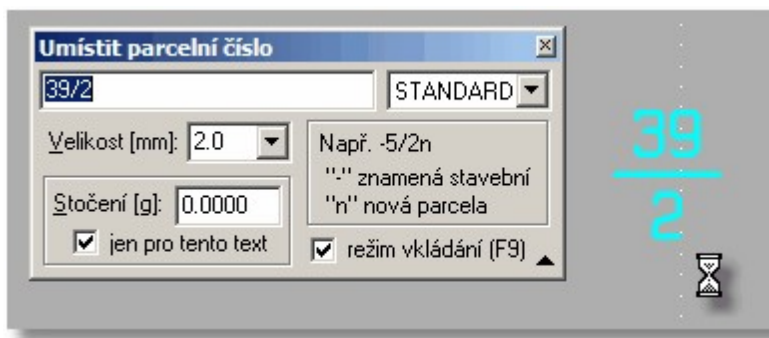 Umístit parcelní číslo
39/2
STANDARD
Velikost [mm]: 2.0
Např. -5/2n
"-" znamená stavební
"n" nová parcela
Stočení [g]: 0.0000
jen pro tento text
režim vkládání (F9)
39
2